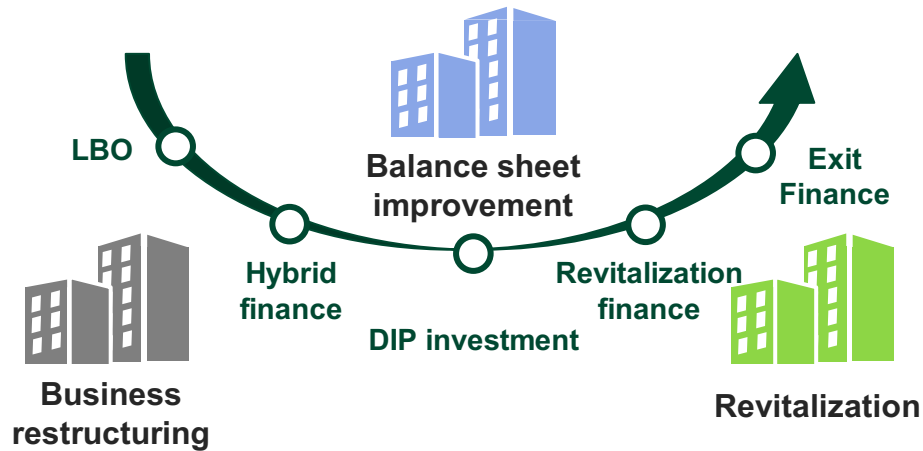 LBO
Balance sheet
improvement
Exit
Finance
Hybrid
finance
Revitalization
finance
DIP investment
Business
restructuring
Revitalization